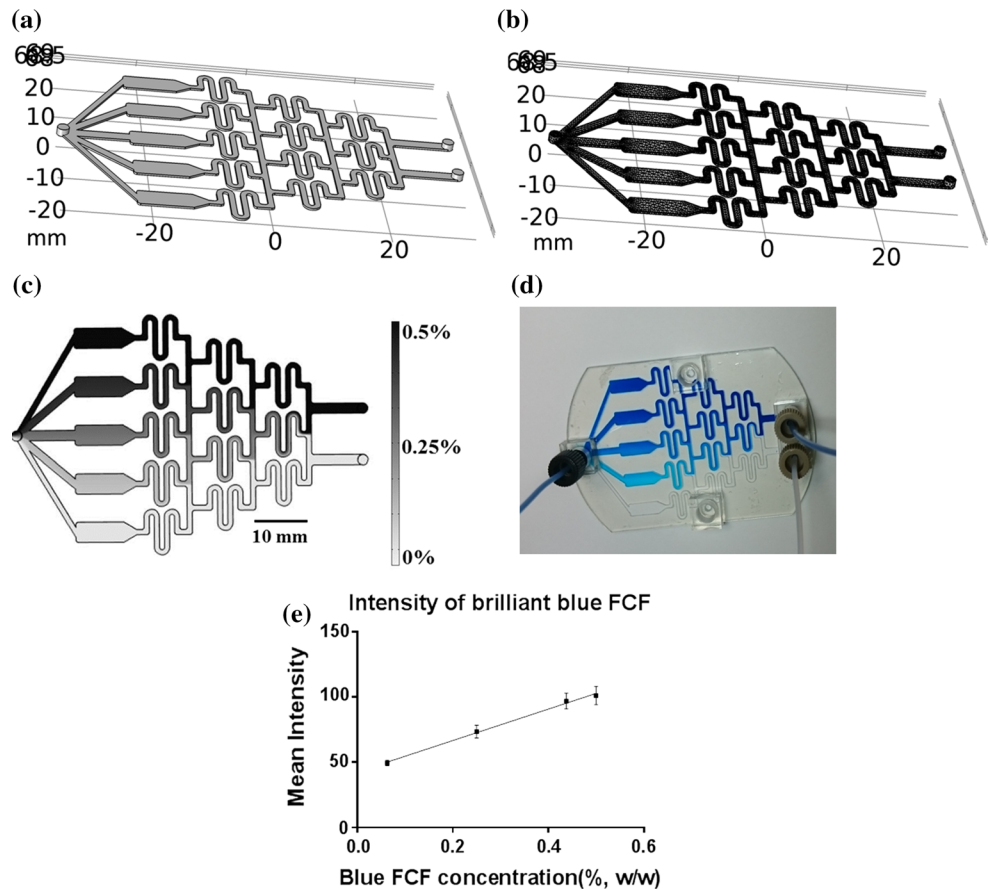 (a)
20
10
0
-10
-20
mm
-20
0
20
(b)
20
10
0
-10
-20
mm
-20
0
20
(c)
0.5%
0.25%
0%
10 mm
(d)
(e)
Intensity of brilliant blue FCF
Mean Intensity
150
100
50
0
0.0 0.2 0.4 0.6
Blue FCF concentration(%, w/w)